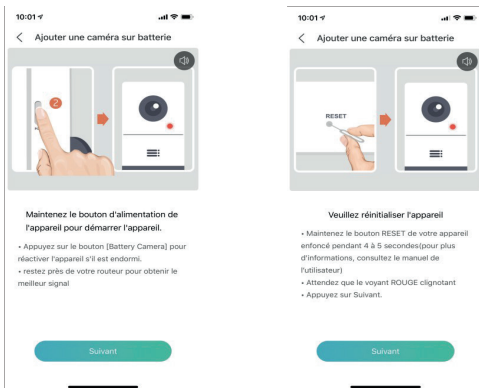 10:01
Ajouter une caméra sur batterie
2
Maintenez le bouton d'alimentation de
l'appareil pour démarrer l'appareil.
• Appuyez sur le bouton [Battery Camera] pour
réactiver l'appareil s'il est endormi.
• restez près de votre routeur pour obtenir le
meilleur signal
Suivant
10:01
Ajouter une caméra sur batterie
RESET
Veuillez réinitialiser l'appareil
• Maintenez le bouton RESET de votre appareil
enfoncé pendant 4 à 5 secondes(pour plus
d'informations, consultez le manuel de
l'utilisateur)
• Attendez que le voyant ROUGE clignotant
• Appuyez sur Suivant.
Suivant